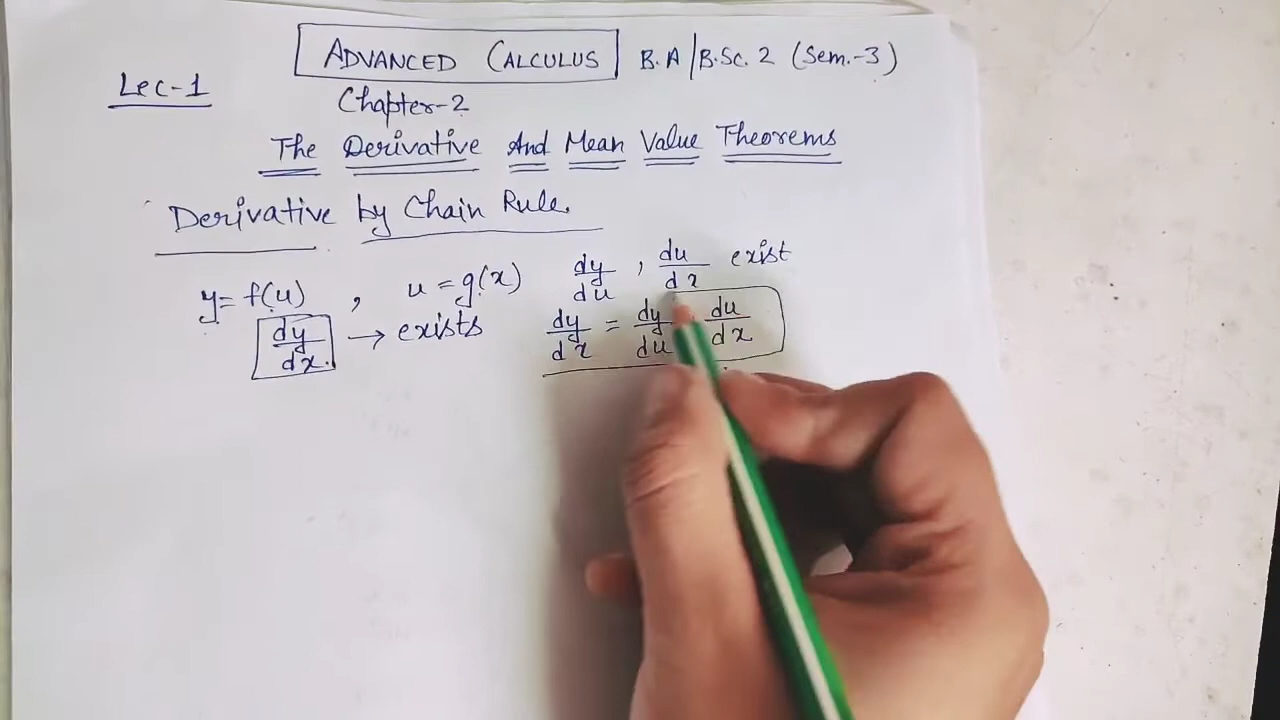 ADVANCED CALCULUS B.A/B.Sc. 2 (Sem.-3)
Lec-1
Chapter-2
The Derivative And Mean Value Theorems
Derivative by Chain Rule.
y = f(u) , u = g(x) dy/du , du/dx exist
dy/dx → exists dy/dx = dy/du · du/dx